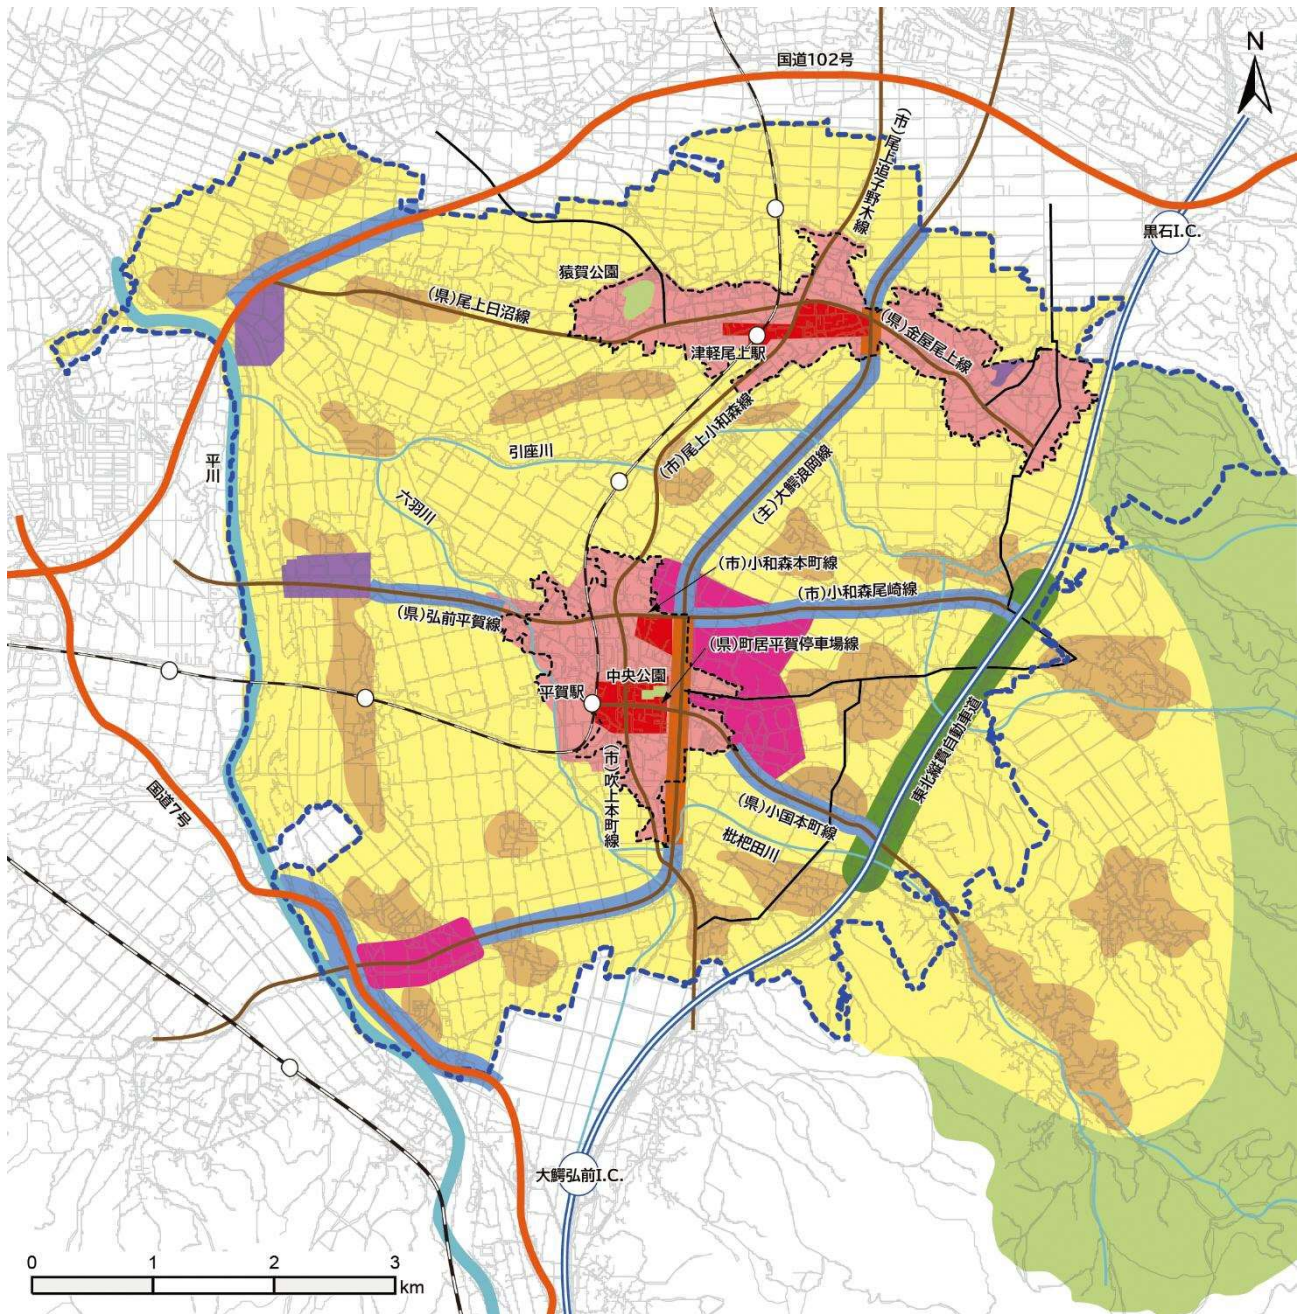 N
国道102号
(市)尾上追子野木線
黒石I.C.
猿賀公園
(県)尾上日沼線
(県)金屋尾上線
津軽尾上駅
(市)尾上小和森線
引座川
平川
六羽川
(主)大鰐浪岡線
(市)小和森本町線
(市)小和森尾崎線
(県)弘前平賀線
(県)町居平賀停車場線
中央公園
平賀駅
東北縦貫自動車道
国道7号
(市)吹上本町線
(県)小国本町線
枇杷田川
大鰐弘前I.C.
0 1 2 3
km